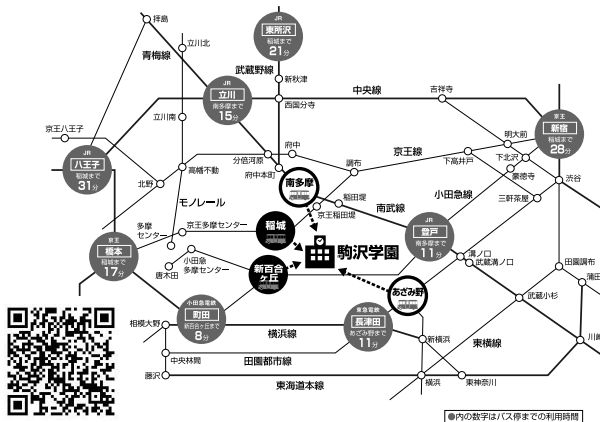 拝島
JR
東所沢
稲城まで
21分
立川北
青梅線
武蔵野線
新秋津
JR
立川
南多摩まで
15分
中央線
吉祥寺
西国分寺
京王
新宿
稲城まで
28分
京王八王子
立川南
明大前
JR
八王子
稲城まで
31分
分倍河原
府中
京王線
下北沢
下高井戸
府中本町
調布
高幡不動
豪徳寺
渋谷
北野
南多摩
小田急線
三軒茶屋
モノレール
稲田堤
京王稲田堤
南武線
多摩
センター
京王多摩センター
稲城
JR
登戸
南多摩まで
11分
京王
橋本
稲城まで
17分
駒沢学園
溝ノ口
武蔵溝ノ口
田園調布
小田急
多摩センター
唐木田
新百合
ヶ丘
蒲田
あざみ野
武蔵小杉
小田急電鉄
町田
新百合ヶ丘まで
8分
東急電鉄
長津田
あざみ野まで
11分
相模大野
横浜線
新横浜
東横線
川崎
中央林間
田園都市線
藤沢
東海道本線
横浜
東神奈川
●内の数字はバス停までの利用時間